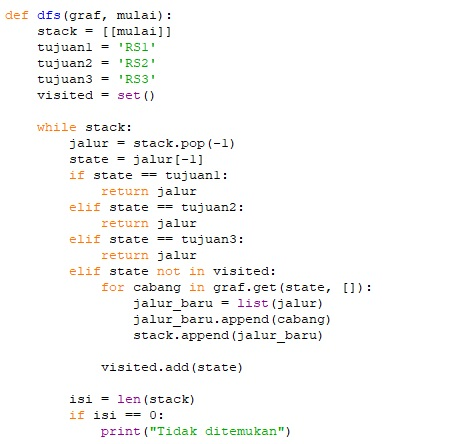 def dfs(graf, mulai):
    stack = [[mulai]]
    tujuan1 = 'RS1'
    tujuan2 = 'RS2'
    tujuan3 = 'RS3'
    visited = set()

    while stack:
        jalur = stack.pop(-1)
        state = jalur[-1]
        if state == tujuan1:
            return jalur
        elif state == tujuan2:
            return jalur
        elif state == tujuan3:
            return jalur
        elif state not in visited:
            for cabang in graf.get(state, []):
                jalur_baru = list(jalur)
                jalur_baru.append(cabang)
                stack.append(jalur_baru)

            visited.add(state)

        isi = len(stack)
        if isi == 0:
            print("Tidak ditemukan")